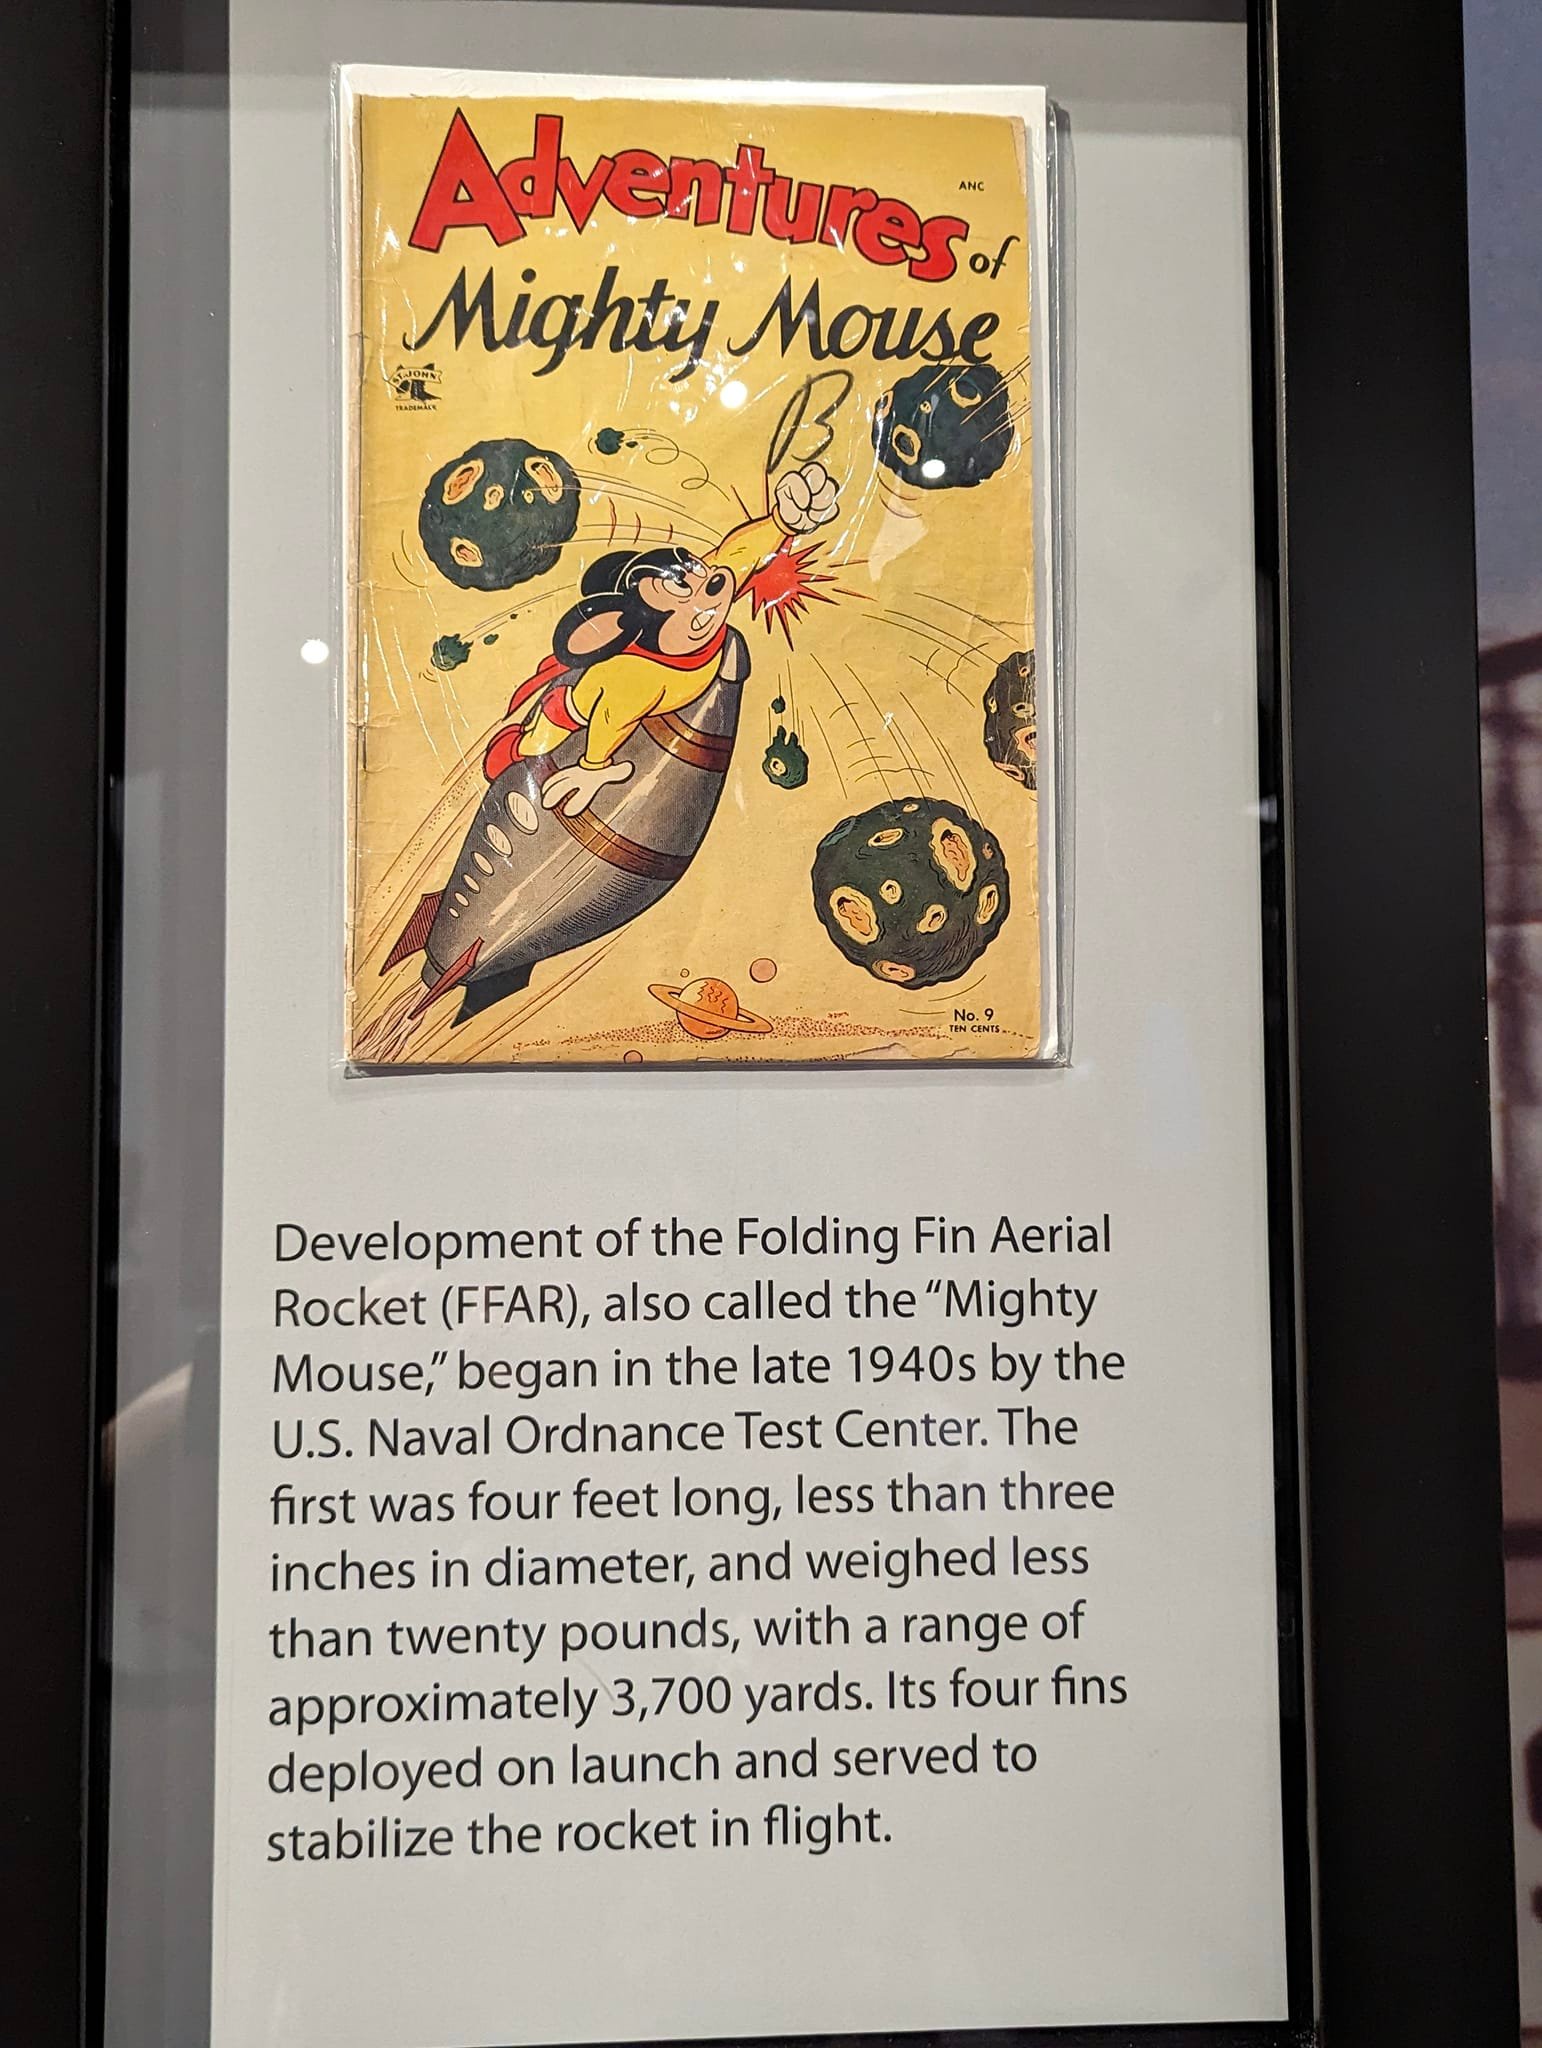 Adventures of
ANC
Mighty Mouse
ST. JOHN
TRADEMARK
B
No. 9
TEN CENTS
Development of the Folding Fin Aerial
Rocket (FFAR), also called the “Mighty
Mouse,” began in the late 1940s by the
U.S. Naval Ordnance Test Center. The
first was four feet long, less than three
inches in diameter, and weighed less
than twenty pounds, with a range of
approximately 3,700 yards. Its four fins
deployed on launch and served to
stabilize the rocket in flight.